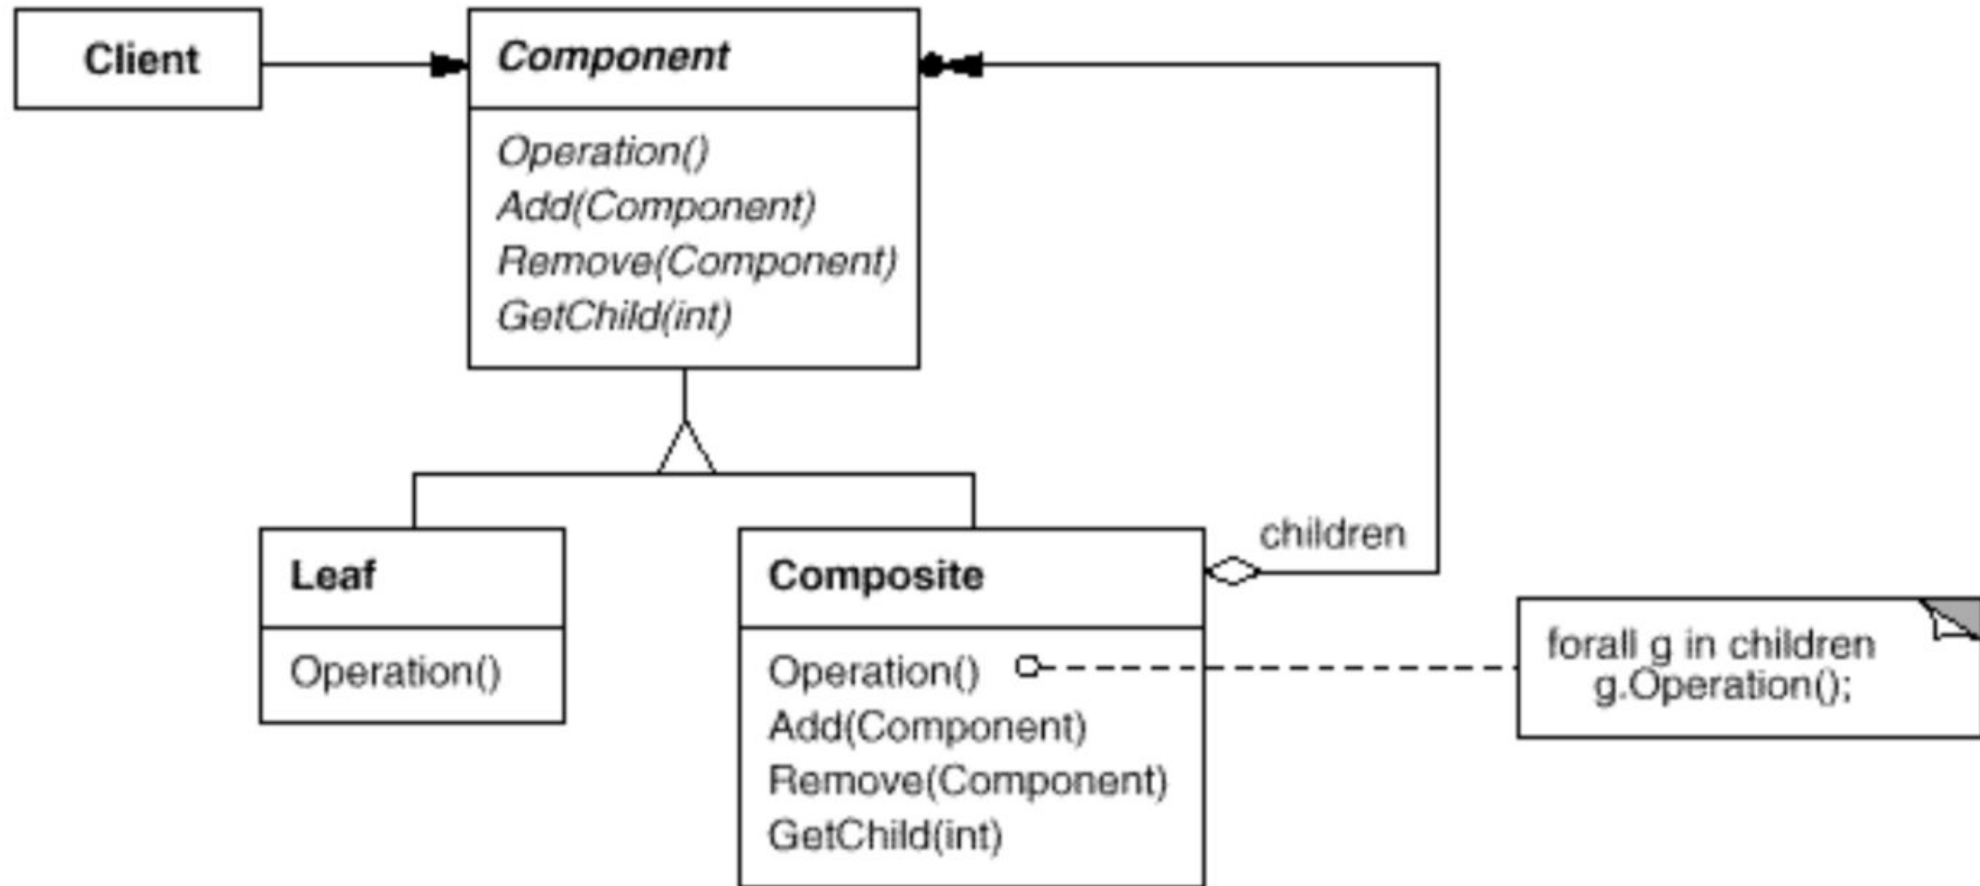 Client
Component
Operation()
Add(Component)
Remove(Component)
GetChild(int)
children
Leaf
Operation()
Composite
Operation()
Add(Component)
Remove(Component)
GetChild(int)
forall g in children
g.Operation();